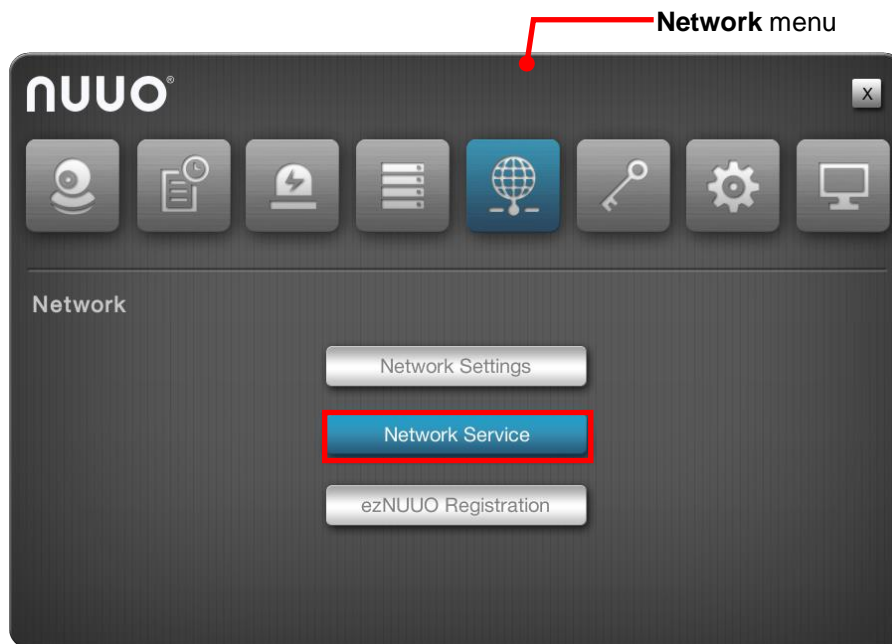 Network menu
nuuo®
X
Network
Network Settings
Network Service
ezNUUO Registration